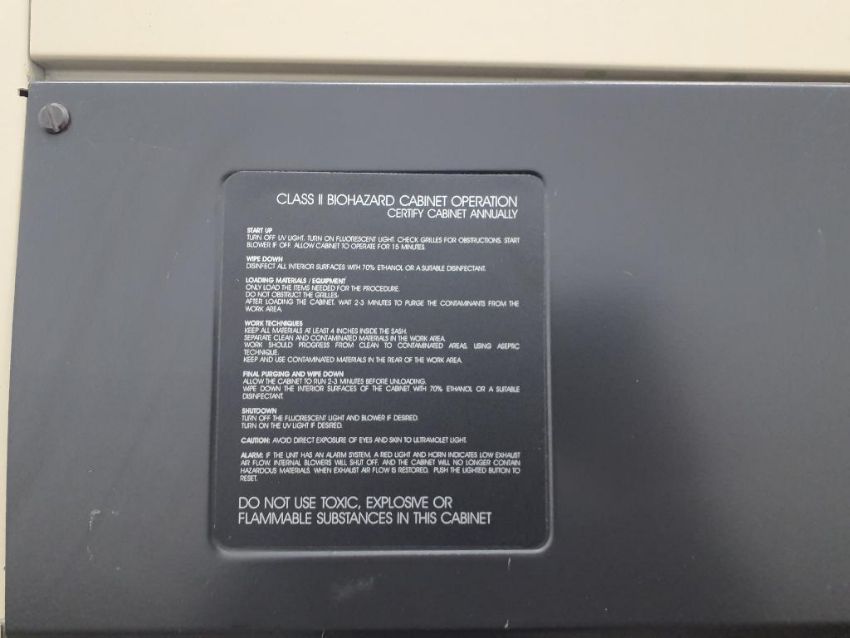 CLASS II BIOHAZARD CABINET OPERATION
CERTIFY CABINET ANNUALLY
START UP
TURN OFF UV LIGHT. TURN ON FLUORESCENT LIGHT. CHECK GRILLES FOR OBSTRUCTIONS. START
BLOWER IF OFF. ALLOW CABINET TO OPERATE FOR 15 MINUTES.
WIPE DOWN
DISINFECT ALL INTERIOR SURFACES WITH 70% ETHANOL OR A SUITABLE DISINFECTANT.
LOADING MATERIALS / EQUIPMENT
ONLY LOAD THE ITEMS NEEDED FOR THE PROCEDURE.
DO NOT OBSTRUCT THE GRILLES.
AFTER LOADING THE CABINET, WAIT 2-3 MINUTES TO PURGE THE CONTAMINANTS FROM THE
WORK AREA.
WORK TECHNIQUES
KEEP ALL MATERIALS AT LEAST 4 INCHES INSIDE THE SASH.
SEPARATE CLEAN AND CONTAMINATED MATERIALS IN THE WORK AREA.
WORK SHOULD PROGRESS FROM CLEAN TO CONTAMINATED AREAS, USING ASEPTIC
TECHNIQUE.
KEEP AND USE CONTAMINATED MATERIALS IN THE REAR OF THE WORK AREA.
FINAL PURGING AND WIPE DOWN
ALLOW THE CABINET TO RUN 2-3 MINUTES BEFORE UNLOADING.
WIPE DOWN THE INTERIOR SURFACES OF THE CABINET WITH 70% ETHANOL OR A SUITABLE
DISINFECTANT.
SHUTDOWN
TURN OFF THE FLUORESCENT LIGHT AND BLOWER IF DESIRED.
TURN ON THE UV LIGHT IF DESIRED.
CAUTION: AVOID DIRECT EXPOSURE OF EYES AND SKIN TO ULTRAVIOLET LIGHT.
ALARM: IF THE UNIT HAS AN ALARM SYSTEM, A RED LIGHT AND HORN INDICATES LOW EXHAUST
AIR FLOW. INTERNAL BLOWERS WILL SHUT OFF, AND THE CABINET WILL NO LONGER CONTAIN
HAZARDOUS MATERIALS. WHEN EXHAUST AIR FLOW IS RESTORED, PUSH THE LIGHTED BUTTON TO
RESET.
DO NOT USE TOXIC, EXPLOSIVE OR
FLAMMABLE SUBSTANCES IN THIS CABINET